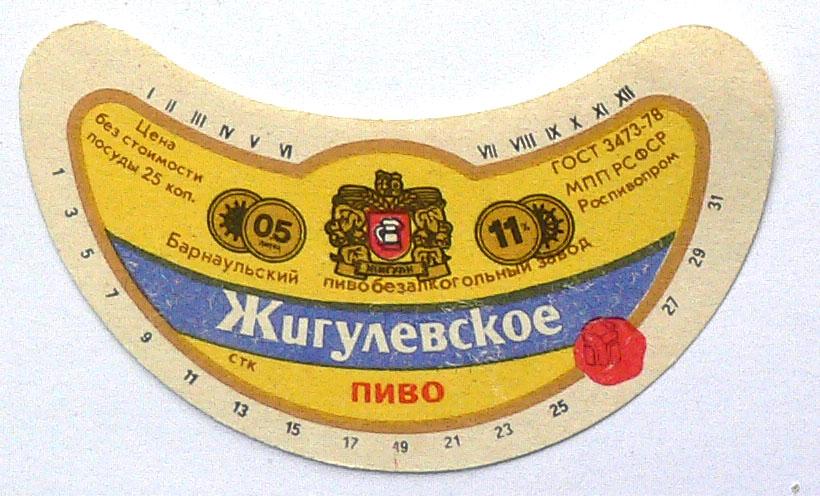 I II III IV V VI
VII VIII IX X XI XII
Цена
без стоимости
посуды 25 коп.
ГОСТ 3473-78
МПП РСФСР
Роспивопром
05
литра
11%
ЖИГУЛИ
Барнаульский пивобезалкогольный завод
Жигулевское
стк
ПИВО
1 3 5 7 9 11 13 15 17 19 21 23 25 27 29 31